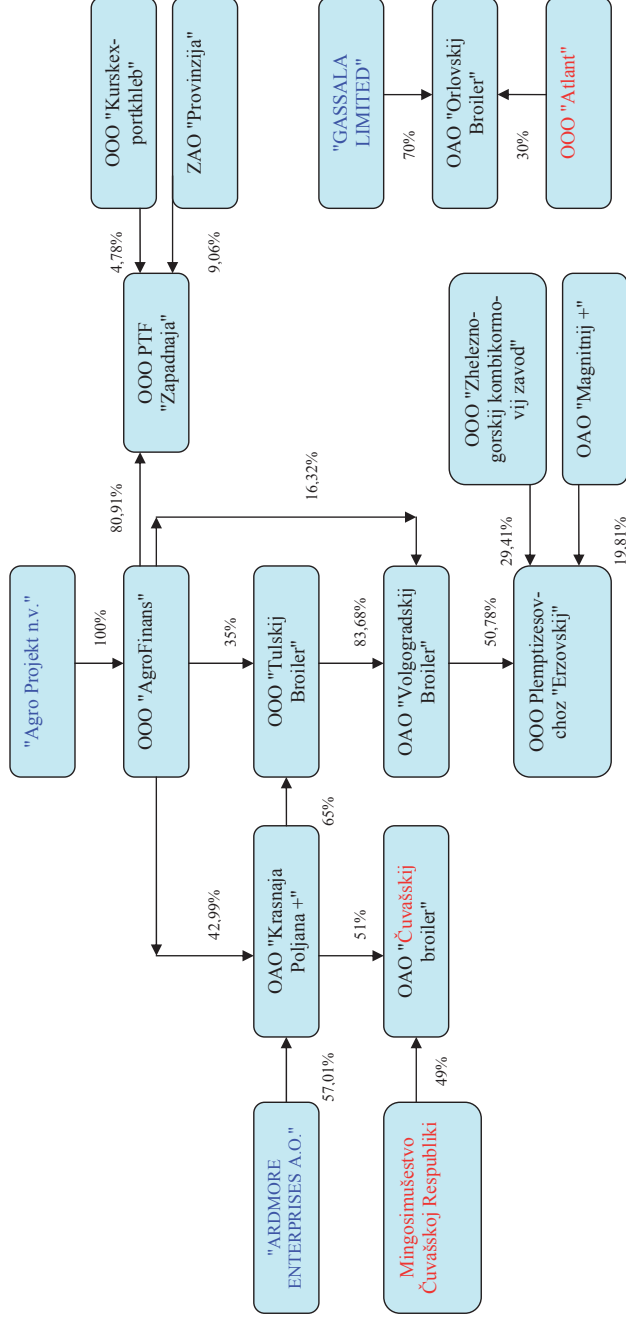 "Agro Projekt n.v."
100%
OOO "AgroFinans"
80,91%
OOO PTF
"Zapadnaja"
4,78%
OOO "Kurskex-
portkhleb"
9,06%
ZAO "Provinzija"
42,99%
35%
16,32%
"ARDMORE
ENTERPRISES A.O."
57,01%
OAO "Krasnaja
Poljana +"
65%
OOO "Tulskij
Broiler"
51%
83,68%
Mingosimušestvo
Čuvašskoj Respubliki
49%
OAO "Čuvašskij
broiler"
OAO "Volgogradskij
Broiler"
50,78%
OOO Plemptizesov-
choz "Erzovskij"
29,41%
OOO "Zhelezno-
gorskij kombikormo-
vij zavod"
19.81%
OAO "Magnitnij +"
"GASSALA
LIMITED"
70%
OAO "Orlovskij
Broiler"
30%
OOO "Atlant"